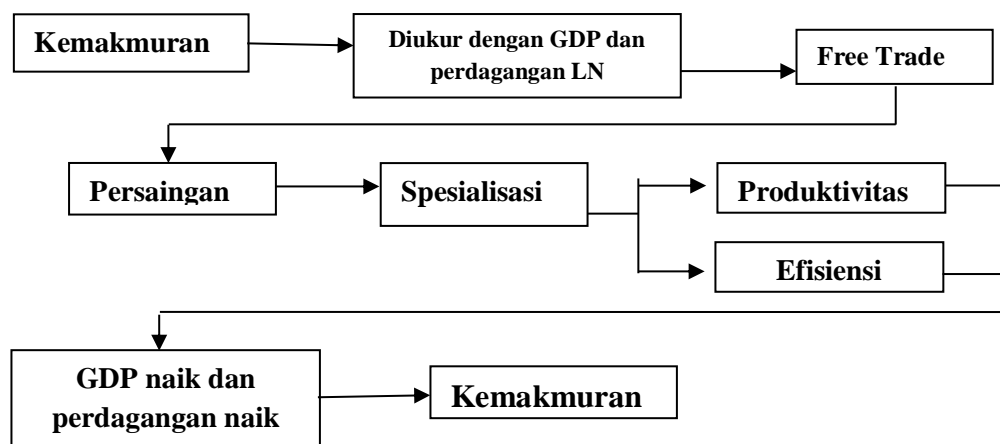 Kemakmuran
Diukur dengan GDP dan
perdagangan LN
Free Trade
Persaingan
Spesialisasi
Produktivitas
Efisiensi
GDP naik dan
perdagangan naik
Kemakmuran